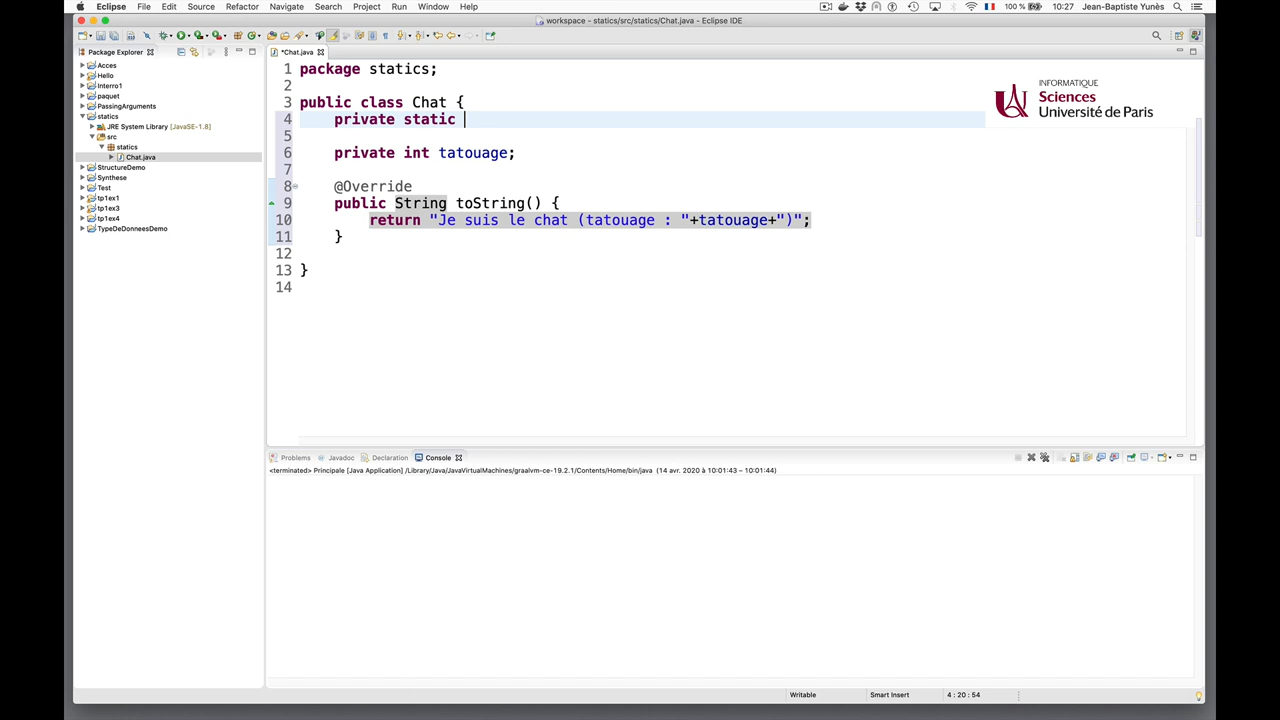 Eclipse File Edit Source Refactor Navigate Search Project Run Window Help 100 % 10:27 Jean-Baptiste Yunès
workspace - statics/src/statics/Chat.java - Eclipse IDE
Package Explorer
Acces
Hello
Interro1
paquet
PassingArguments
statics
JRE System Library [JavaSE-1.8]
src
statics
Chat.java
StructureDemo
Synthese
Test
tp1ex1
tp1ex3
tp1ex4
TypeDeDonneesDemo
*Chat.java
1 package statics;
2
3 public class Chat {
4 private static
5
6 private int tatouage;
7
8 @Override
9 public String toString() {
10 return "Je suis le chat (tatouage : "+tatouage+")";
11 }
12
13 }
14
INFORMATIQUE
Sciences
Université de Paris
Problems Javadoc Declaration Console
<terminated> Principale [Java Application] /Library/Java/JavaVirtualMachines/graalvm-ce-19.2.1/Contents/Home/bin/java (14 avr. 2020 à 10:01:43 – 10:01:44)
Writable Smart Insert 4 : 20 : 54